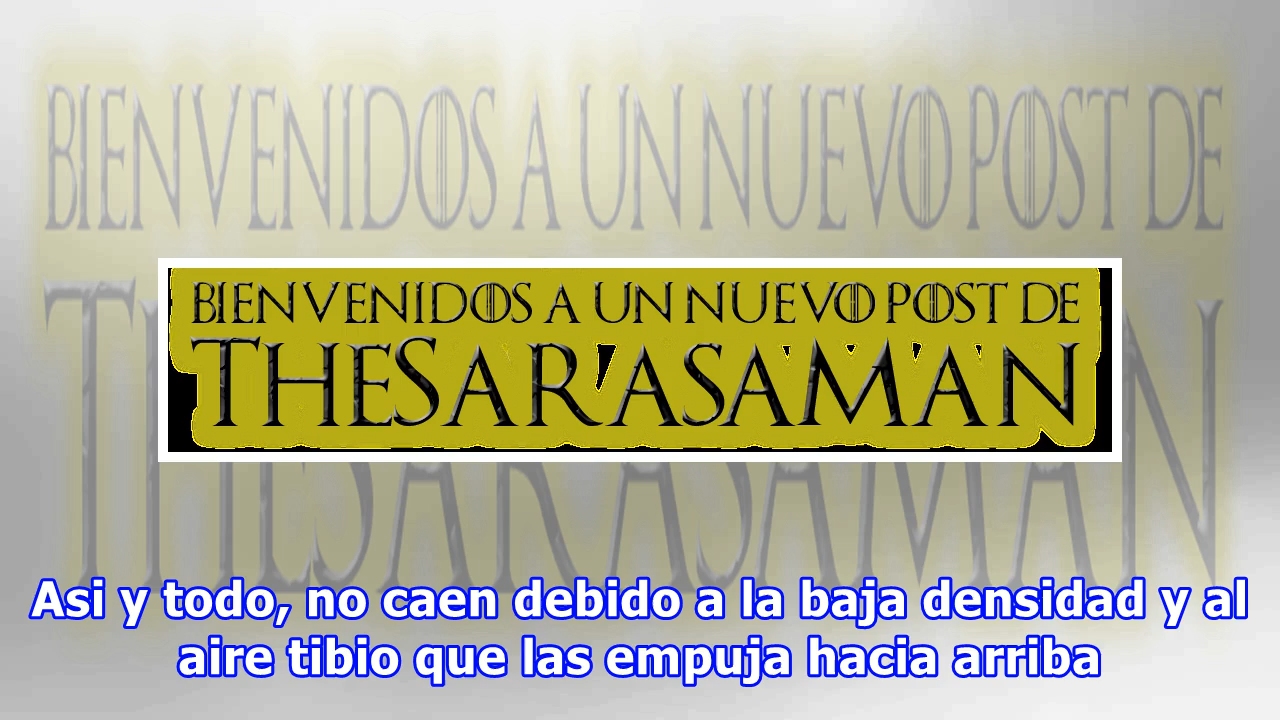 BIENVENIDOS A UN NUEVO POST DE
BIENVENIDOS A UN NUEVO POST DE
THESARASAMAN
Asi y todo, no caen debido a la baja densidad y al
aire tibio que las empuja hacia arriba